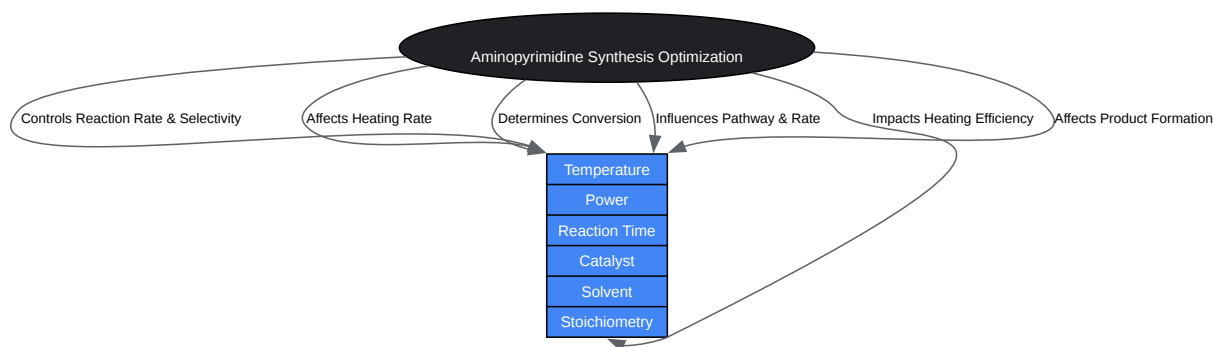 Aminopyrimidine Synthesis Optimization
Controls Reaction Rate & Selectivity
Affects Heating Rate
Determines Conversion
Influences Pathway & Rate
Impacts Heating Efficiency
Affects Product Formation
Temperature
Power
Reaction Time
Catalyst
Solvent
Stoichiometry